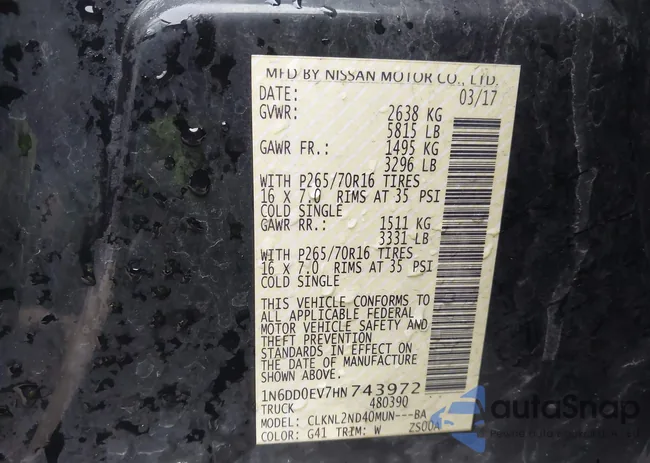 MFD BY NISSAN MOTOR CO., LTD.
DATE: 03/17
GVWR: 2638 KG
5815 LB
GAWR FR.: 1495 KG
3296 LB
WITH P265/70R16 TIRES
16 X 7.0 RIMS AT 35 PSI
COLD SINGLE
GAWR RR.: 1511 KG
3331 LB
WITH P265/70R16 TIRES
16 X 7.0 RIMS AT 35 PSI
COLD SINGLE
THIS VEHICLE CONFORMS TO
ALL APPLICABLE FEDERAL
MOTOR VEHICLE SAFETY AND
THEFT PREVENTION
STANDARDS IN EFFECT ON
THE DATE OF MANUFACTURE
SHOWN ABOVE.
1N6DD0EV7HN743972
TRUCK 480390
MODEL: CLKNL2ND40MUN---BA
COLOR: G41 TRIM: W ZS00A
autoSnap